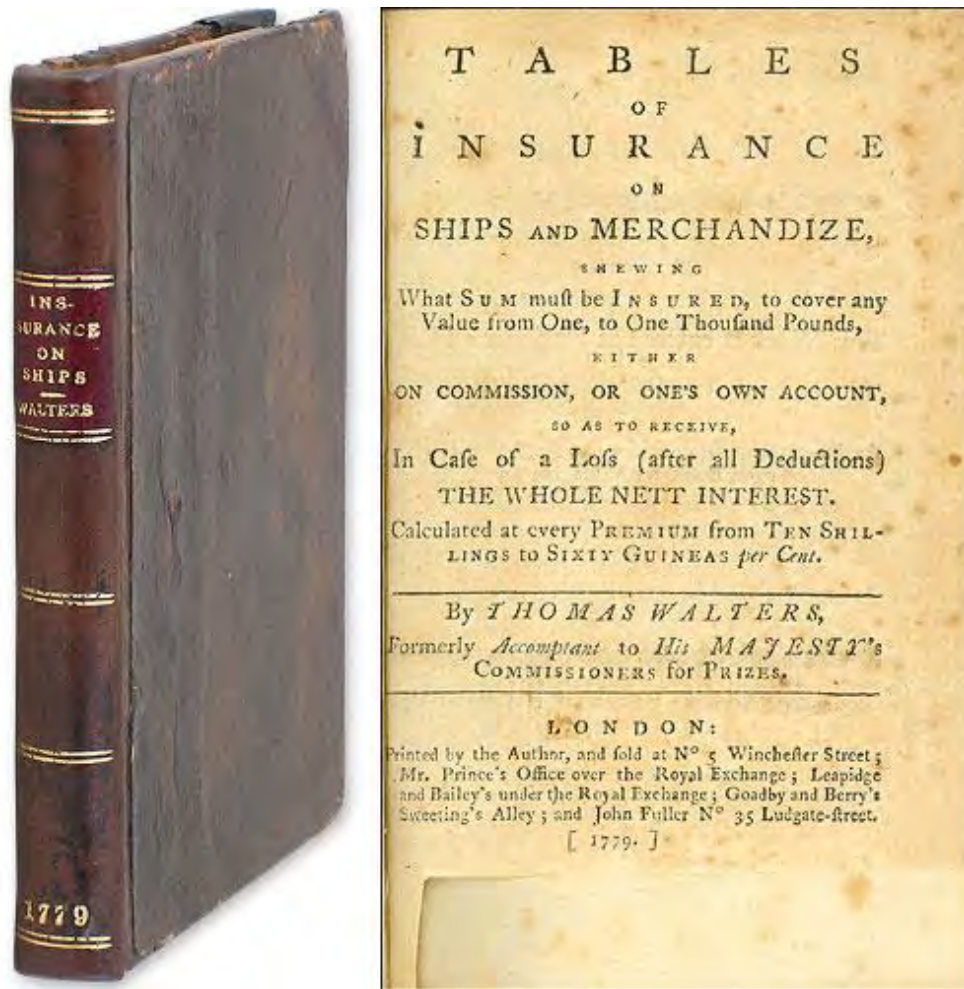 INS-
SURANCE
ON
SHIPS
WALTERS
1779
TABLES
OF
INSURANCE
ON
SHIPS AND MERCHANDIZE,
SHEWING
What SUM muſt be INSURED, to cover any
Value from One, to One Thouſand Pounds,
EITHER
ON COMMISSION, OR ONE'S OWN ACCOUNT,
SO AS TO RECEIVE,
In Caſe of a Loſs (after all Deductions)
THE WHOLE NETT INTEREST.
Calculated at every PREMIUM from TEN SHIL-
LINGS to SIXTY GUINEAS per Cent.
By THOMAS WALTERS,
Formerly Accomptant to His MAJESTY's
COMMISSIONERS for PRIZES.
LONDON:
Printed by the Author, and ſold at No 5 Wincheſter Street;
Mr. Prince's Office over the Royal Exchange; Leapidge
and Bailey's under the Royal Exchange; Goadby and Berry's
Sweeting's Alley; and John Fuller No 35 Ludgate-ſtreet.
[ 1779. ]